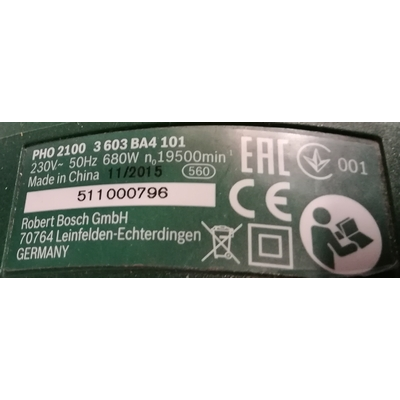 PHO 2100 3 603 BA4 101
230V~ 50Hz 680W n₀19500min⁻¹
Made in China 11/2015 560
511000796
Robert Bosch GmbH
70764 Leinfelden-Echterdingen
GERMANY
EAC 001
CE